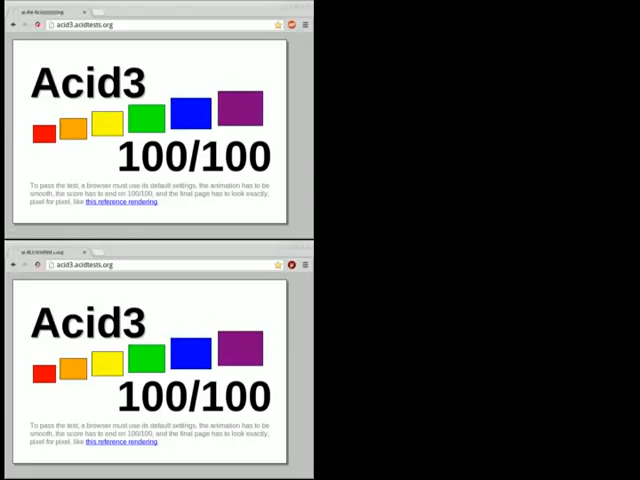 acid3.acidtests.org
Acid3
100/100
To pass the test, a browser must use its default settings, the animation has to be
smooth, the score has to end on 100/100, and the final page has to look exactly,
pixel for pixel, like this reference rendering.
acid3.acidtests.org
Acid3
100/100
To pass the test, a browser must use its default settings, the animation has to be
smooth, the score has to end on 100/100, and the final page has to look exactly,
pixel for pixel, like this reference rendering.